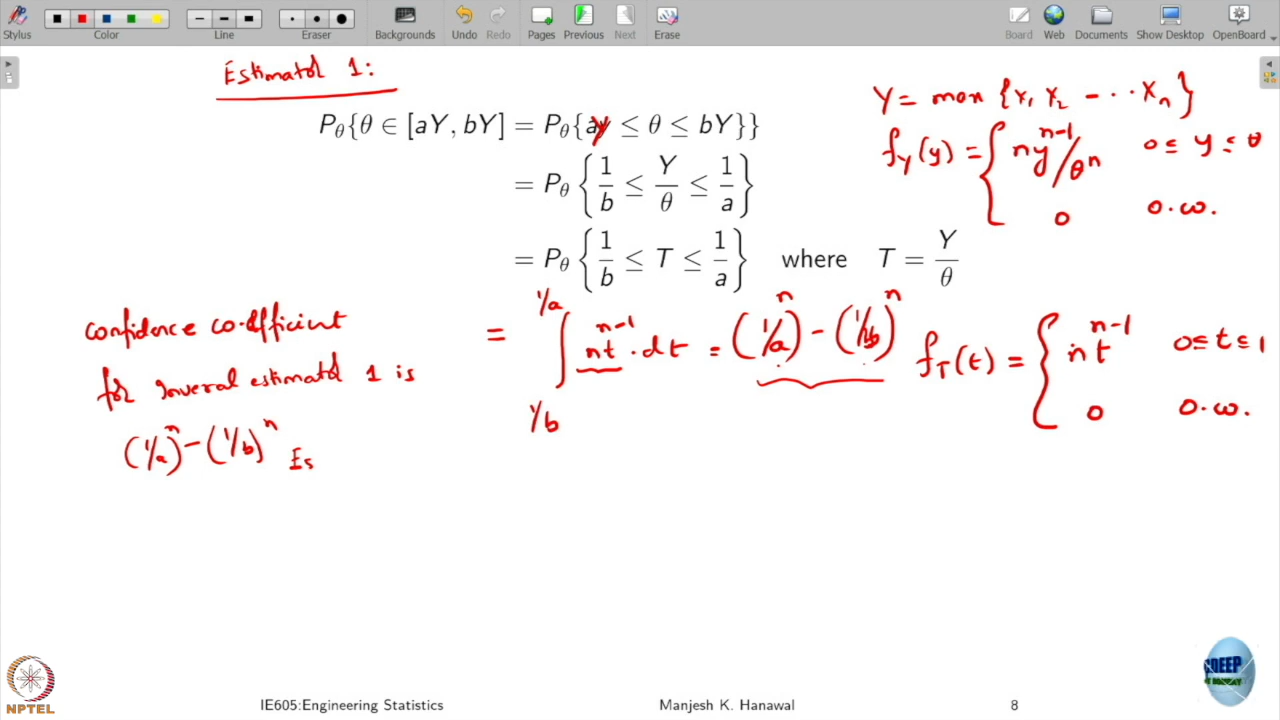 Stylus
Color
Line
Eraser
Backgrounds
Undo
Redo
Pages
Previous
Next
Erase
Board
Web
Documents
Show Desktop
OpenBoard
Estimator 1:
Y = max {X1 X2 - - .. Xn}
Pθ{θ ∈ [aY, bY] = Pθ{aY ≤ θ ≤ bY}}
fY(y) = { ny^(n-1)/θ^n   0 ≤ y ≤ θ
0   o.w.
= Pθ { 1/b ≤ Y/θ ≤ 1/a }
= Pθ { 1/b ≤ T ≤ 1/a } where T = Y/θ
= ∫_{1/b}^{1/a} nt^(n-1) · dt = (1/a)^n - (1/b)^n
fT(t) = { nt^(n-1)   0 ≤ t ≤ 1
0   o.w.
confidence co-efficient
for inveral estimator 1 is
(1/a)^n - (1/b)^n Es
NPTEL
IE605:Engineering Statistics
Manjesh K. Hanawal
8